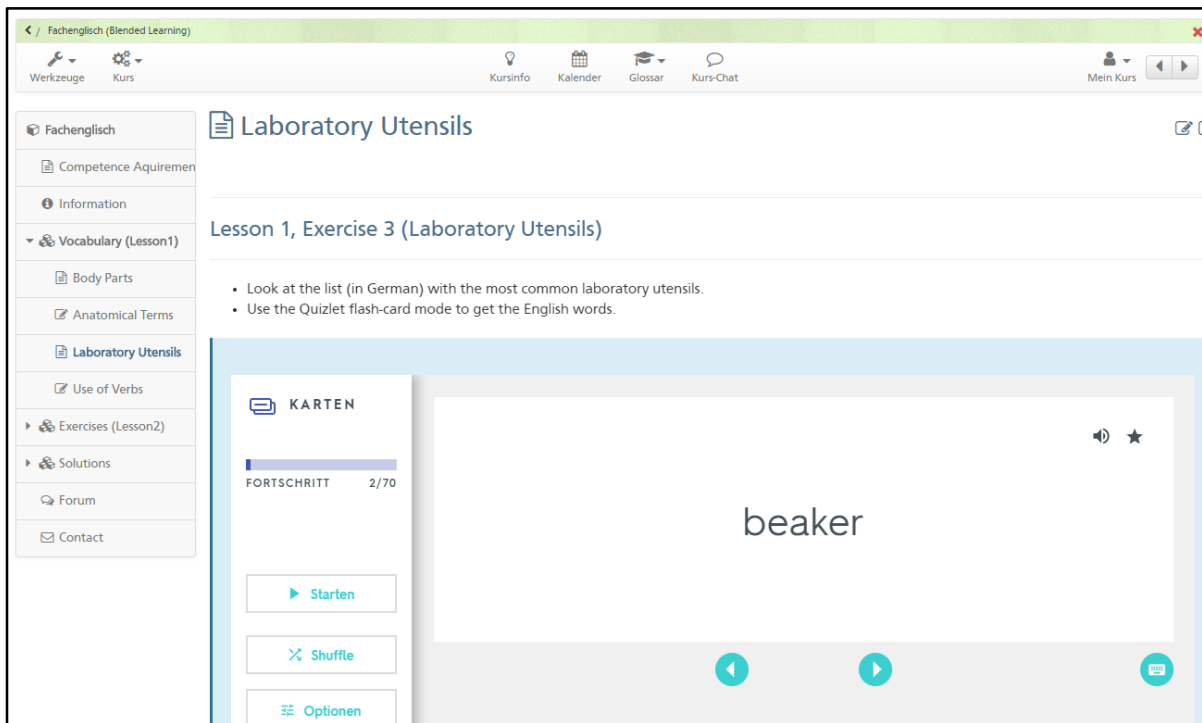 / Fachenglisch (Blended Learning)
Werkzeuge Kurs Kursinfo Kalender Glossar Kurs-Chat Mein Kurs
Fachenglisch
Competence Aquiremen
Information
Vocabulary (Lesson1)
Body Parts
Anatomical Terms
Laboratory Utensils
Use of Verbs
Exercises (Lesson2)
Solutions
Forum
Contact
Laboratory Utensils
Lesson 1, Exercise 3 (Laboratory Utensils)
• Look at the list (in German) with the most common laboratory utensils.
• Use the Quizlet flash-card mode to get the English words.
KARTEN
FORTSCHRITT 2/70
Starten
Shuffle
Optionen
beaker